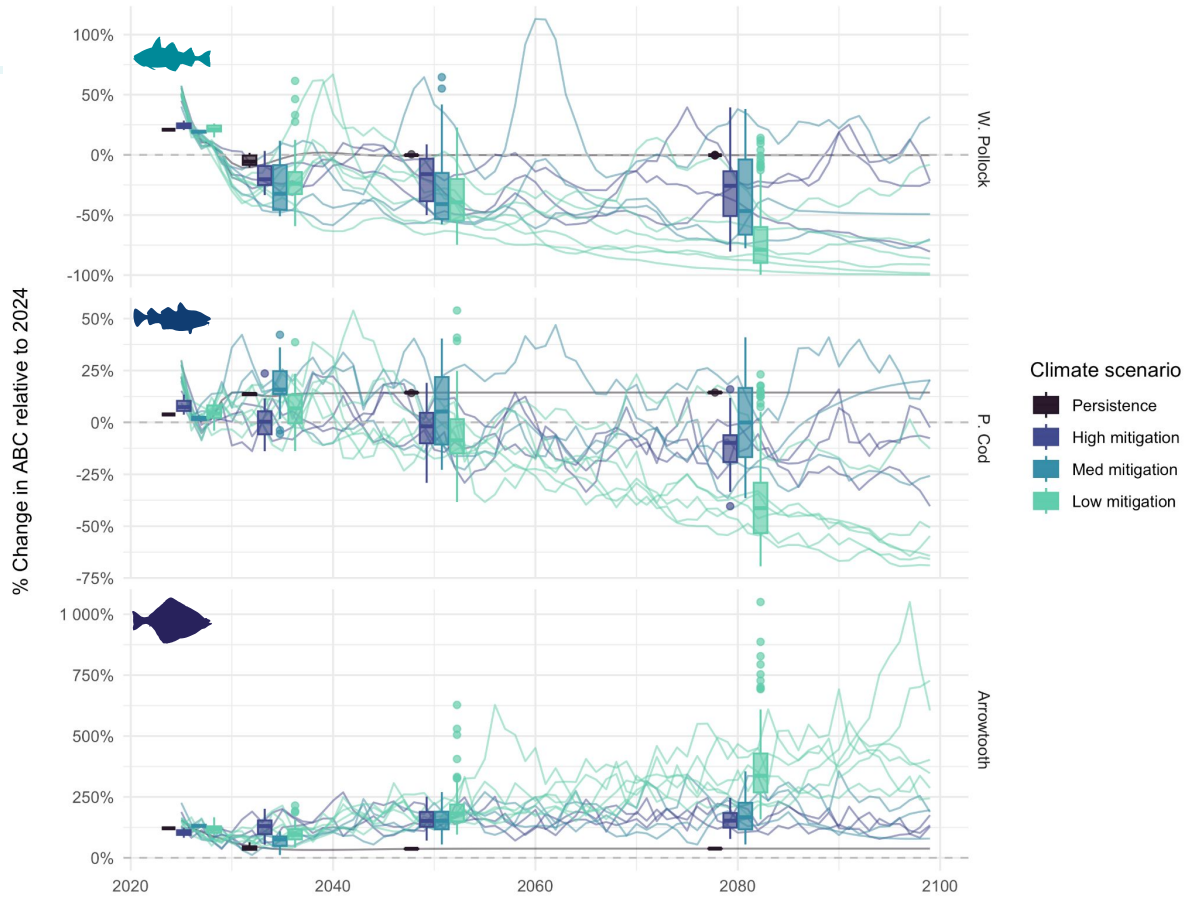 % Change in ABC relative to 2024
100%
50%
0%
-50%
-100%
W. Pollock
50%
25%
0%
-25%
-50%
-75%
P. Cod
1 000%
750%
500%
250%
0%
Arrowtooth
2020 2040 2060 2080 2100
Climate scenario
Persistence
High mitigation
Med mitigation
Low mitigation